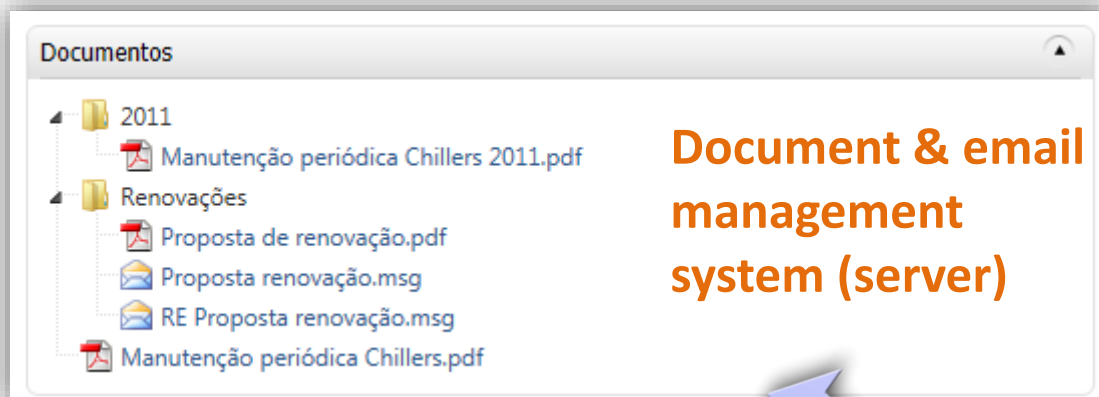 Documentos
2011
Manutenção periódica Chillers 2011.pdf
Renovações
Proposta de renovação.pdf
Proposta renovação.msg
RE Proposta renovação.msg
Manutenção periódica Chillers.pdf
Document & email
management
system (server)